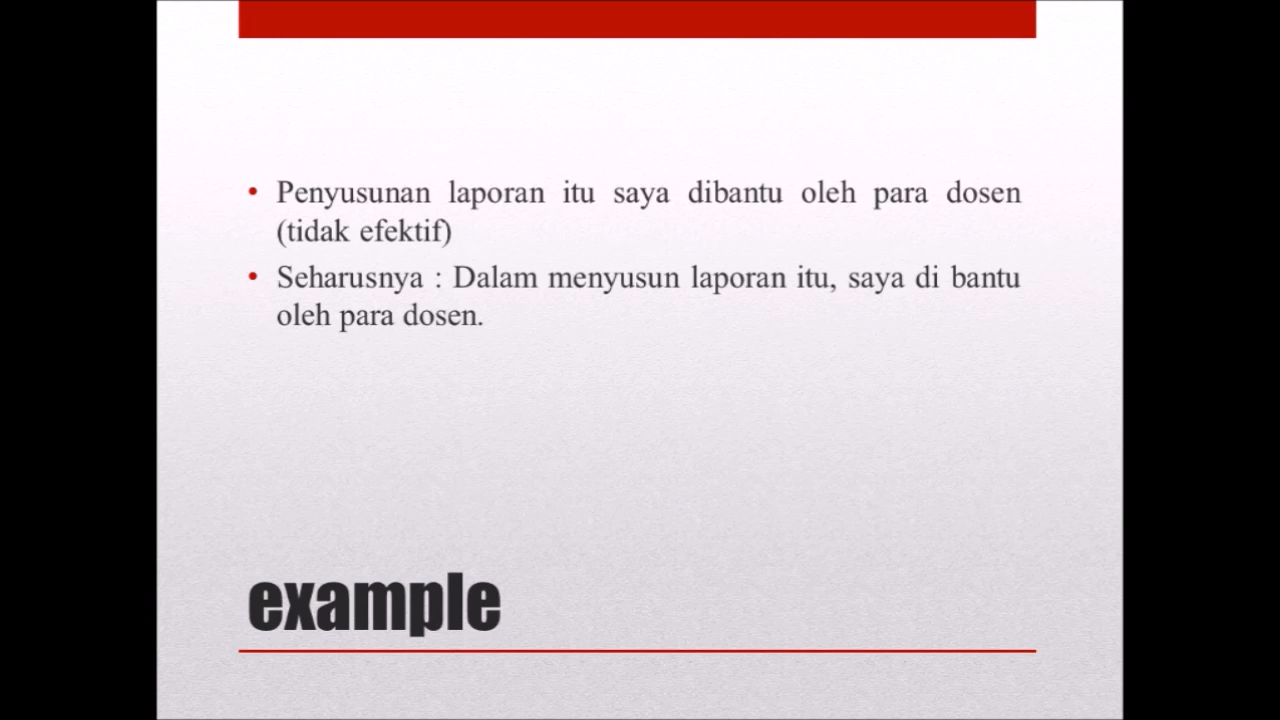 • Penyusunan laporan itu saya dibantu oleh para dosen
(tidak efektif)
• Seharusnya : Dalam menyusun laporan itu, saya di bantu
oleh para dosen.
example